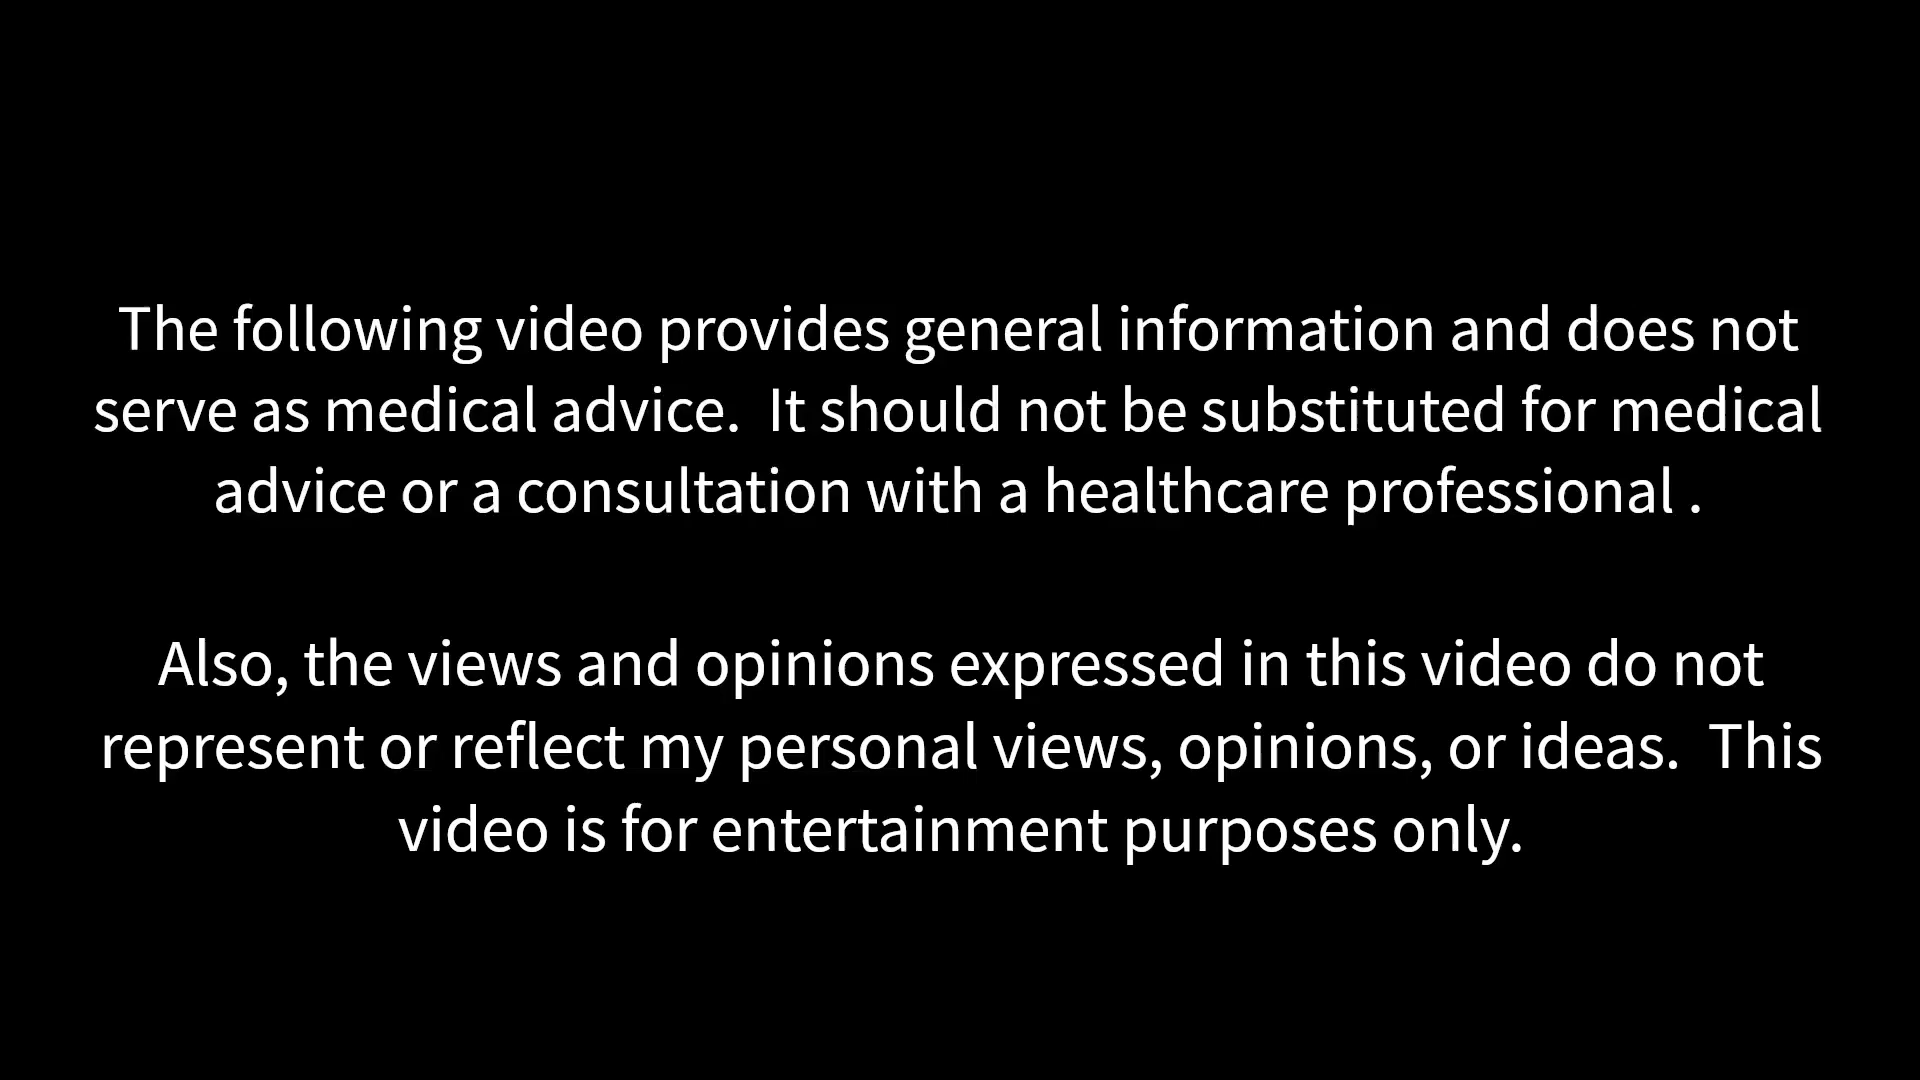 The following video provides general information and does not
serve as medical advice.  It should not be substituted for medical
advice or a consultation with a healthcare professional .
Also, the views and opinions expressed in this video do not
represent or reflect my personal views, opinions, or ideas.  This
video is for entertainment purposes only.